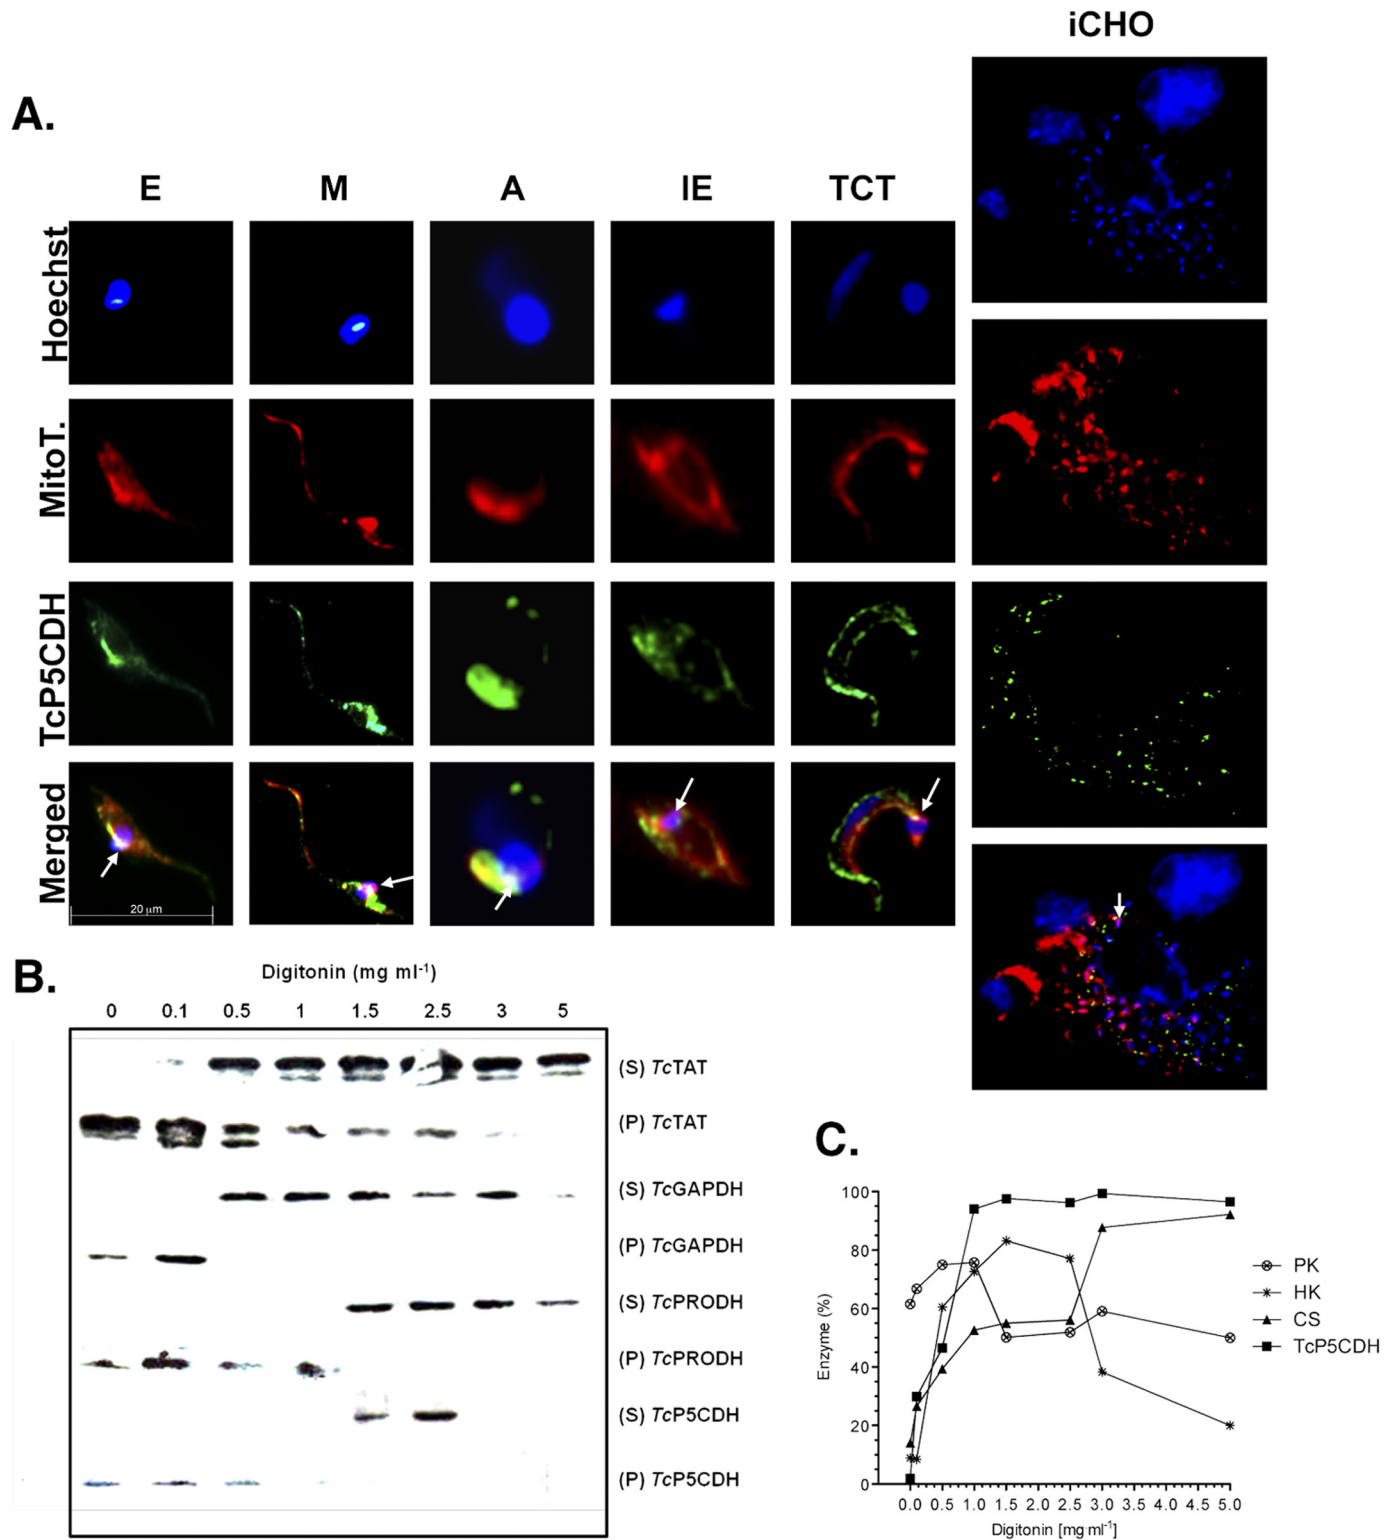 iCHO
A.
E M A IE TCT
Hoechst
MitoT.
TcP5CDH
Merged
20 µm
B.
Digitonin (mg ml-1)
0 0.1 0.5 1 1.5 2.5 3 5
(S) TcTAT
(P) TcTAT
(S) TcGAPDH
(P) TcGAPDH
(S) TcPRODH
(P) TcPRODH
(S) TcP5CDH
(P) TcP5CDH
C.
100
80
60
40
20
0
Enzyme (%)
0.0 0.5 1.0 1.5 2.0 2.5 3.0 3.5 4.0 4.5 5.0
Digitonin [mg ml-1]
PK
HK
CS
TcP5CDH